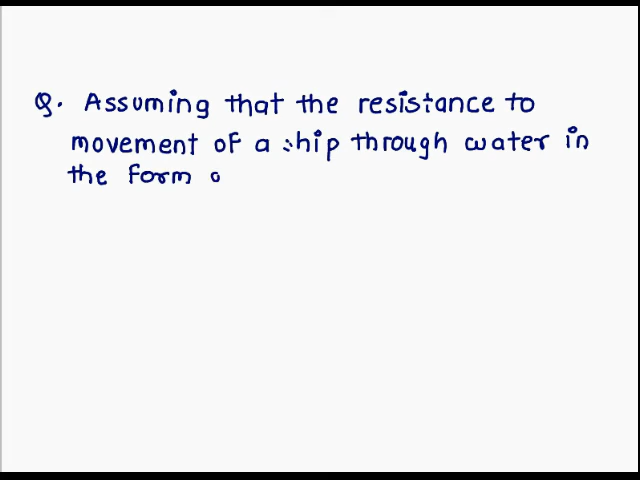 Q. Assuming that the resistance to
movement of a ship through water in
the form o